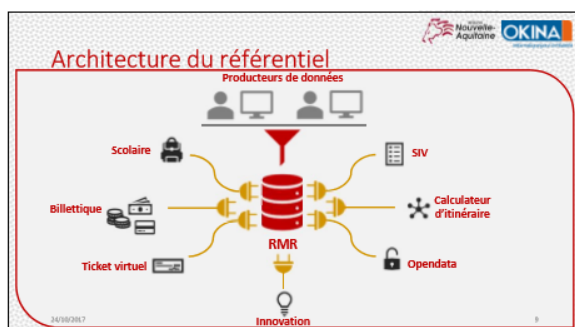 Nouvelle-
Aquitaine
OKINA
Architecture du référentiel
Producteurs de données
Scolaire
SIV
Billettique
Calculateur
d'itinéraire
RMR
Ticket virtuel
Opendata
Innovation
24/10/2017
9